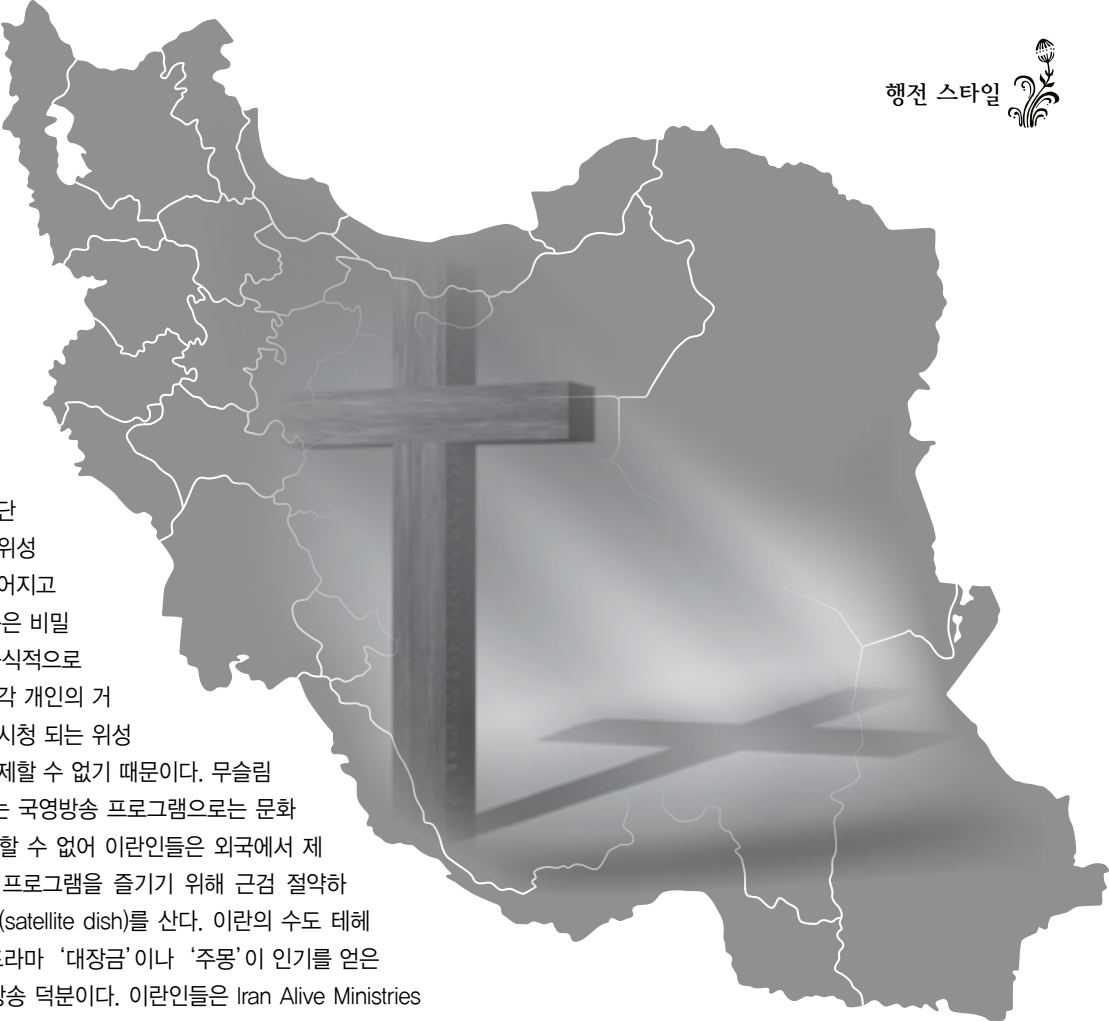 행전 스타일
단
위성
어지고
은 비밀
식적으로
각 개인의 거
시청 되는 위성
제할 수 없기 때문이다. 무슬림
는 국영방송 프로그램으로는 문화
할 수 없어 이란인들은 외국에서 제
프로그램을 즐기기 위해 근검 절약하
(satellite dish)를 산다. 이란의 수도 테헤
드라마 ‘대장금’이나 ‘주몽’이 인기를 얻은
방송 덕분이다. 이란인들은 Iran Alive Ministries